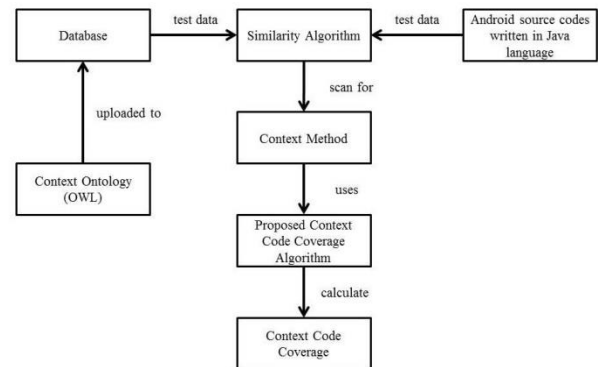 Database
test data
Similarity Algorithm
test data
Android source codes
written in Java
language
uploaded to
scan for
Context Ontology
(OWL)
Context Method
uses
Proposed Context
Code Coverage
Algorithm
calculate
Context Code
Coverage